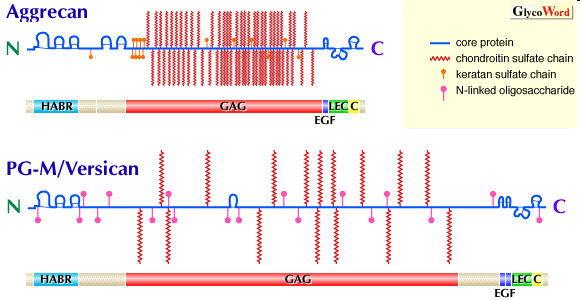 Aggrecan
GlycoWord
N
C
core protein
chondroitin sulfate chain
keratan sulfate chain
N-linked oligosaccharide
HABR
GAG
LEC
C
EGF
PG-M/Versican
N
C
HABR
GAG
LEC
C
EGF